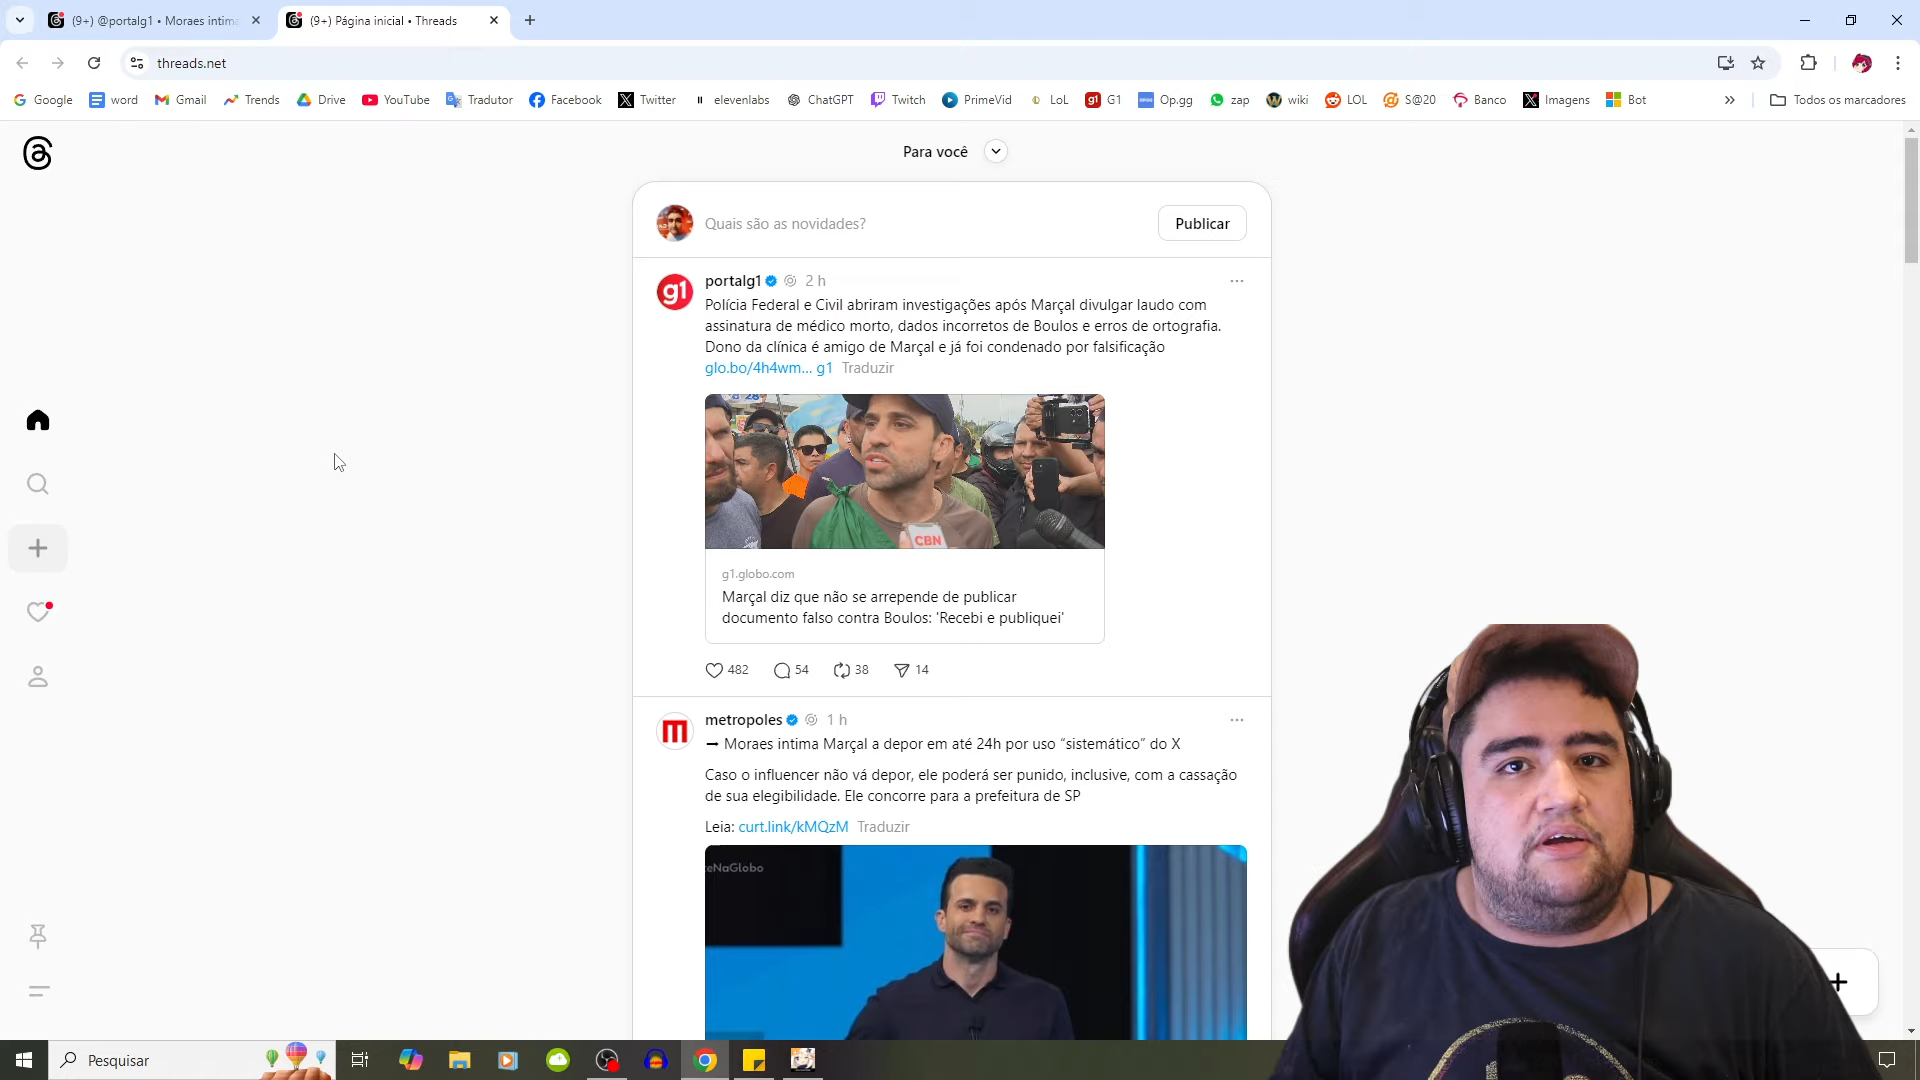 (9+) @portalg1 • Moraes intima
(9+) Página inicial • Threads
threads.net
Google
word
Gmail
Trends
Drive
YouTube
Tradutor
Facebook
Twitter
elevenlabs
ChatGPT
Twitch
PrimeVid
LoL
G1
Op.gg
zap
wiki
LOL
S@20
Banco
Imagens
Bot
Todos os marcadores
Para você
Quais são as novidades?
Publicar
portalg1 2 h
Polícia Federal e Civil abriram investigações após Marçal divulgar laudo com
assinatura de médico morto, dados incorretos de Boulos e erros de ortografia.
Dono da clínica é amigo de Marçal e já foi condenado por falsificação
glo.bo/4h4wm... g1 Traduzir
CBN
g1.globo.com
Marçal diz que não se arrepende de publicar
documento falso contra Boulos: 'Recebi e publiquei'
482 54 38 14
metropoles 1 h
➞ Moraes intima Marçal a depor em até 24h por uso “sistemático” do X
Caso o influencer não vá depor, ele poderá ser punido, inclusive, com a cassação
de sua elegibilidade. Ele concorre para a prefeitura de SP
Leia: curt.link/kMQzM Traduzir
eNaGlobo
Pesquisar